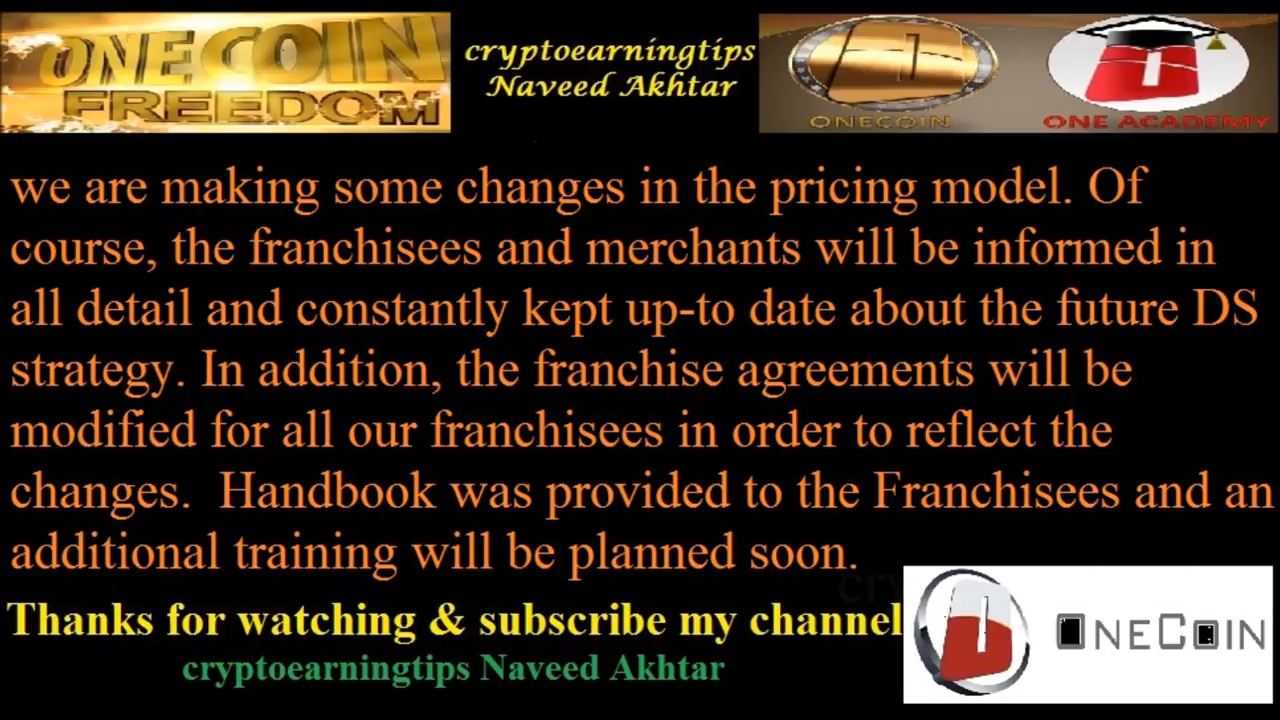 ONE COIN
FREEDOM
cryptoearningtips
Naveed Akhtar
ONECOIN
ONE ACADEMY
we are making some changes in the pricing model. Of
course, the franchisees and merchants will be informed in
all detail and constantly kept up-to date about the future DS
strategy. In addition, the franchise agreements will be
modified for all our franchisees in order to reflect the
changes.  Handbook was provided to the Franchisees and an
additional training will be planned soon.
Thanks for watching & subscribe my channel
cryptoearningtips Naveed Akhtar
ONECOIN